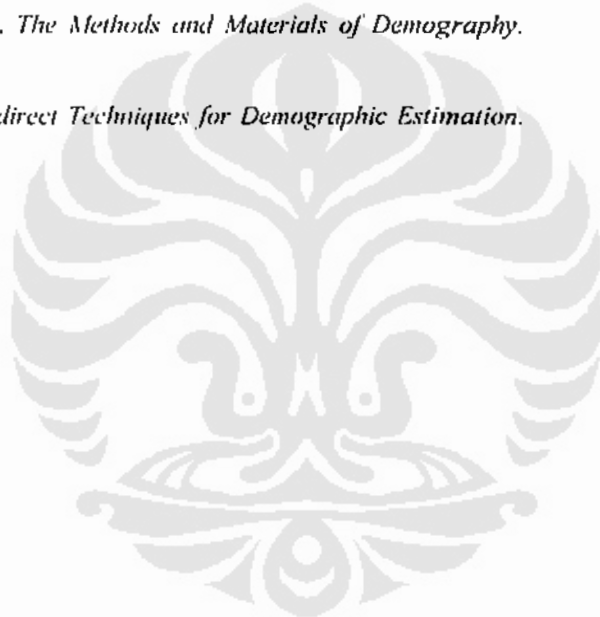 . The Methods and Materials of Demography.
direct Techniques for Demographic Estimation.